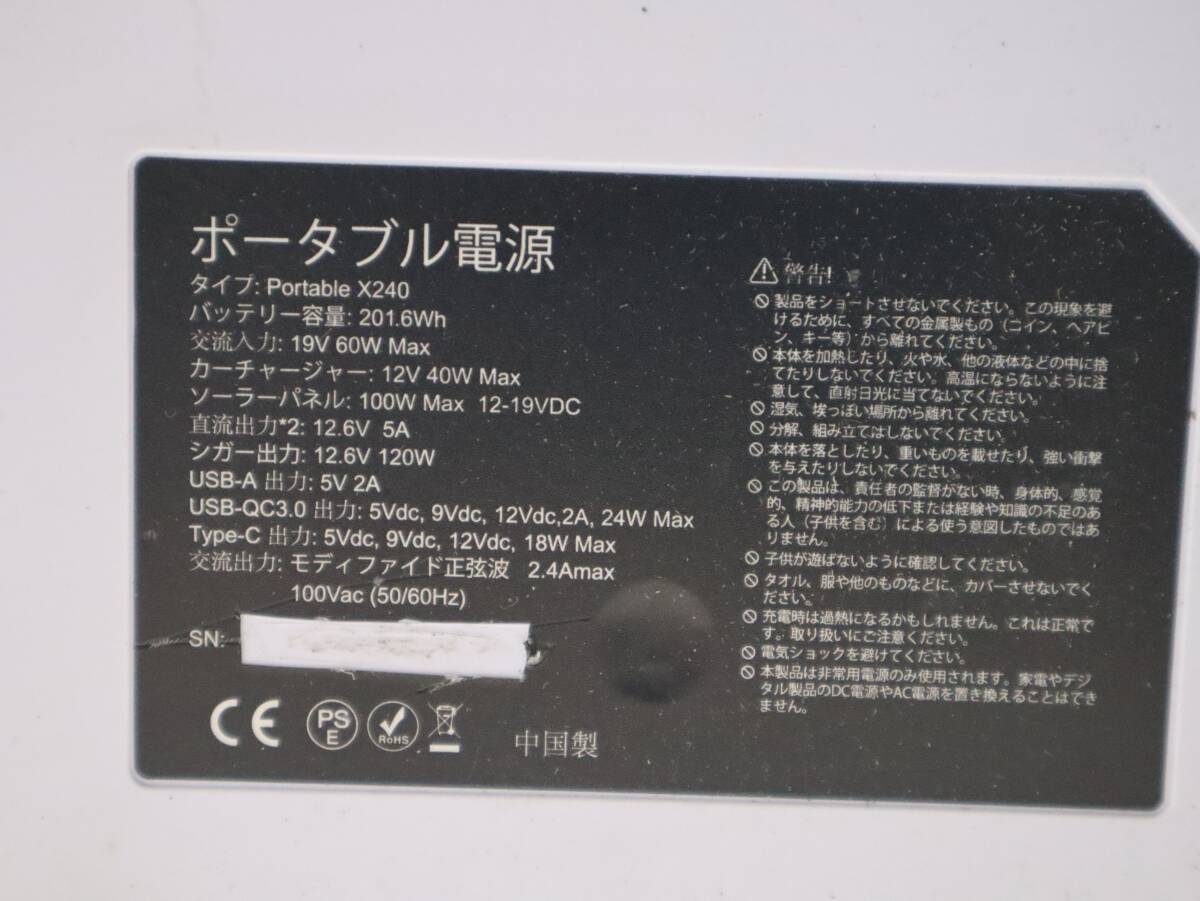 ポータブル電源
タイプ: Portable X240
バッテリー容量: 201.6Wh
交流入力: 19V 60W Max
カーチャージャー: 12V 40W Max
ソーラーパネル: 100W Max 12-19VDC
直流出力*2: 12.6V 5A
シガー出力: 12.6V 120W
USB-A 出力: 5V 2A
USB-QC3.0 出力: 5Vdc, 9Vdc, 12Vdc,2A, 24W Max
Type-C 出力: 5Vdc, 9Vdc, 12Vdc, 18W Max
交流出力: モディファイド正弦波 2.4Amax
100Vac (50/60Hz)
SN:
CE
PS
E
RoHS
中国製
警告!
製品をショートさせないてください。この現象を避
けるために、すべての金属製もの（コイン、ヘアピ
ン、キー等）から離れてください。
本体を加熱したり、火や水、他の液体などの中に捨
てたりしないてください。高温にならないように注
意して、直射日光に当てないでください。
湿気、埃っぽい場所から離れてください。
分解、組み立てはしないてください。
本体を落としたり、重いものを載せたり、強い衝撃
を与えたりしないでください。
この製品は、責任者の監督がない時、身体的、感覚
的、精神的能力の低下または経験や知識の不足のあ
る人（子供を含む）による使う意図したものではあ
りません。
子供が遊ばないように確認してください。
タオル、服や他のものなどに、カバーさせないでく
ださい。
充電時は過熱になるかもしれません。これは正常で
す。取り扱いにご注意ください。
電気ショックを避けてください。
本製品は非常用電源のみ使用されます。家電やデジ
タル製品のDC電源やAC電源を置き換えることはでき
ません。